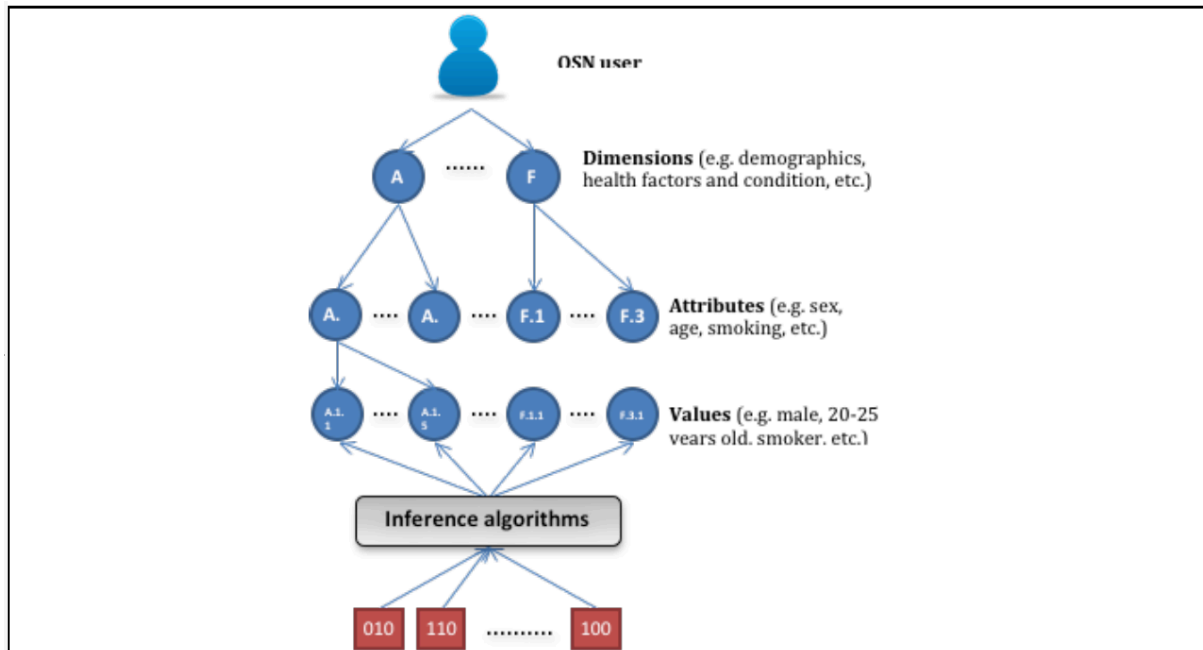 OSN user
A
......
F
Dimensions (e.g. demographics,
health factors and condition, etc.)
A.
....
A.
....
F.1
....
F.3
Attributes (e.g. sex,
age, smoking, etc.)
A.1.
1
....
A.1.
5
....
F.1.1
....
F.3.1
Values (e.g. male, 20-25
years old, smoker, etc.)
Inference algorithms
010
110
..........
100